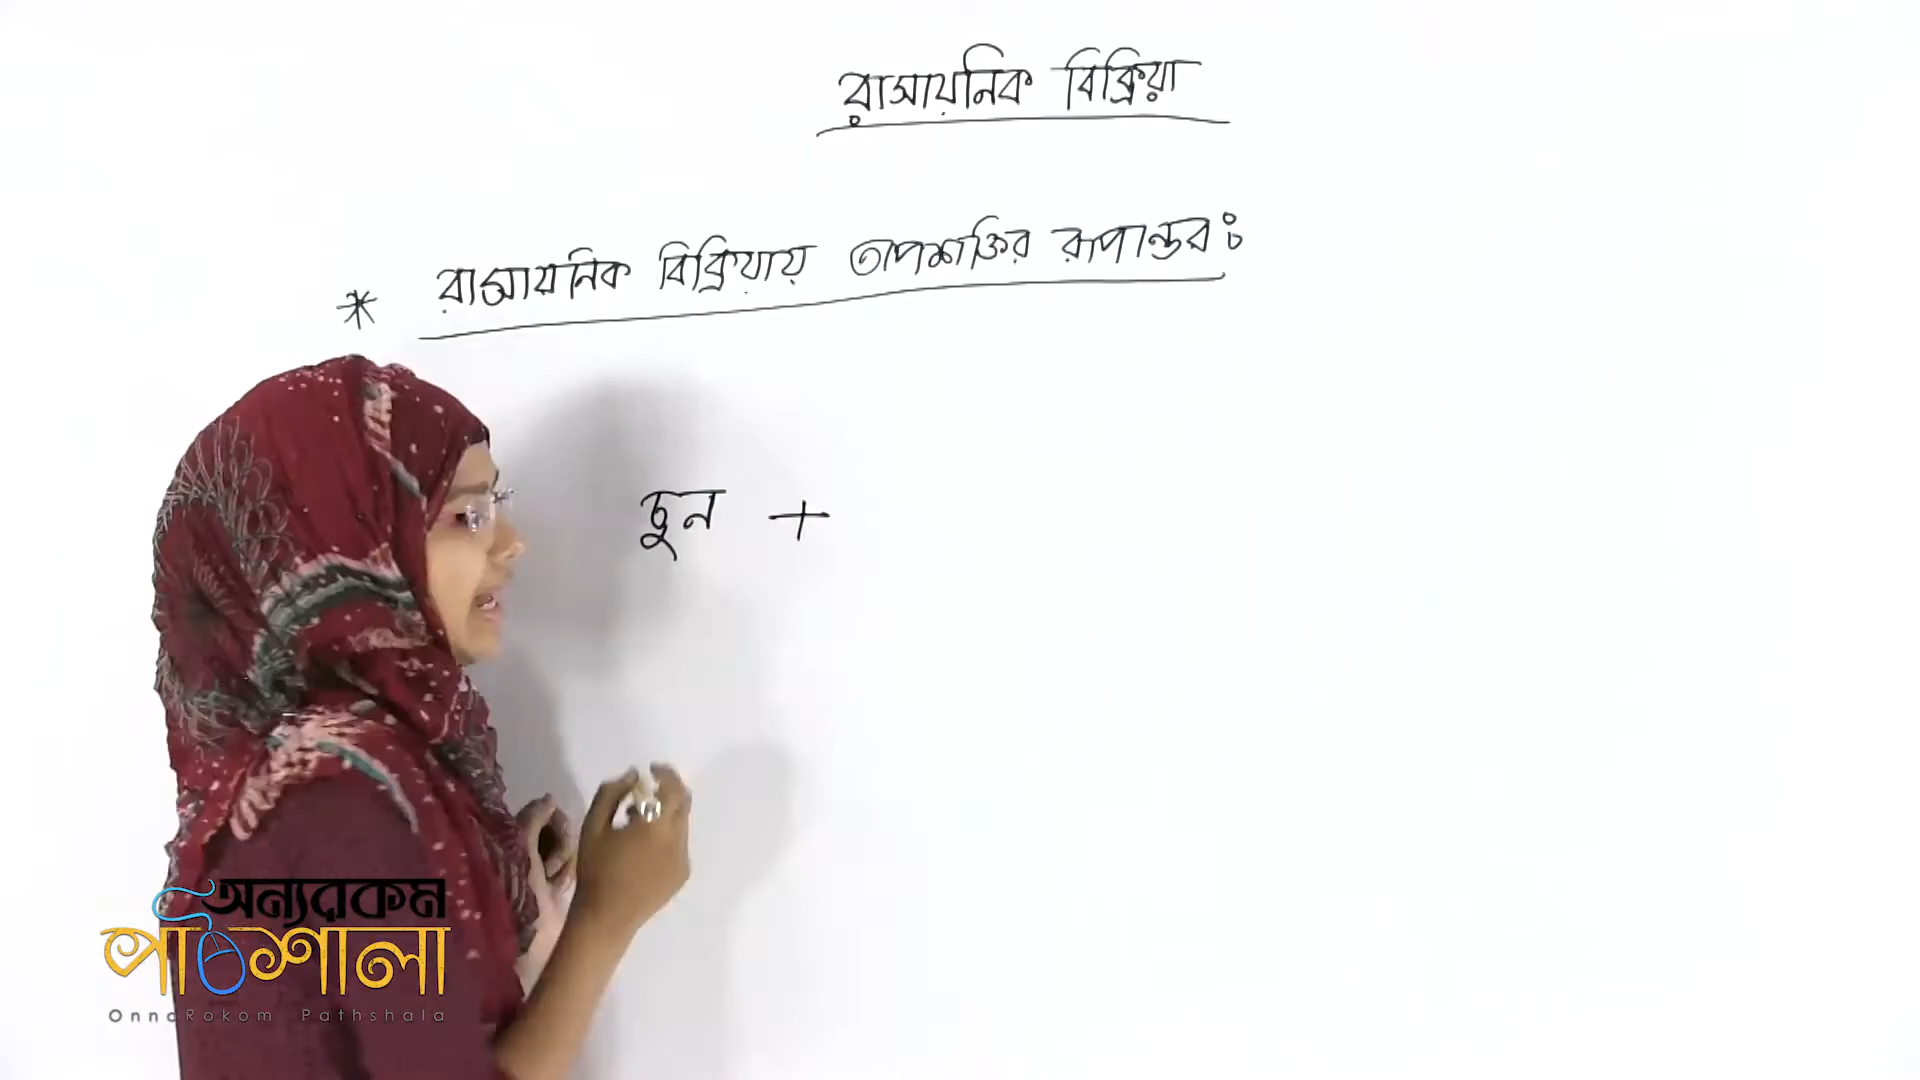 রাসায়নিক বিক্রিয়া
* রাসায়নিক বিক্রিয়ায় তাপশক্তির রূপান্তর ঃ
চুন +
অন্যরকম
পাঠশালা
OnnoRokom Pathshala